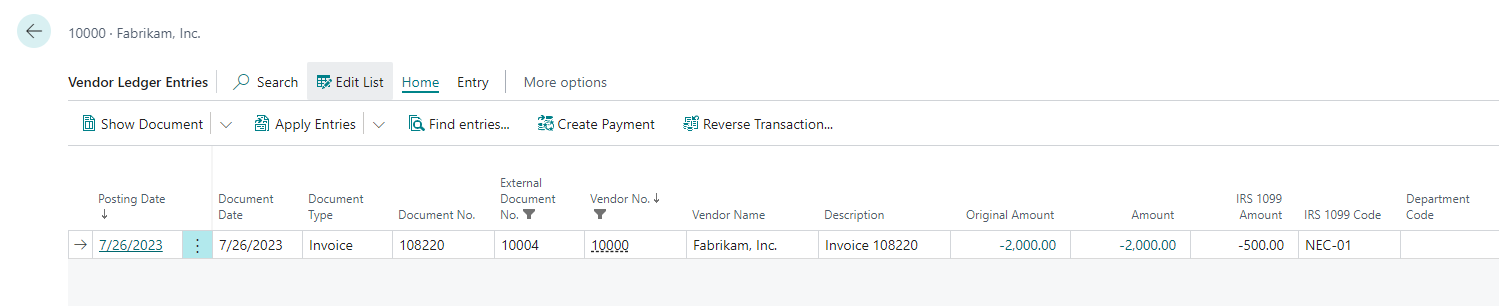 10000 · Fabrikam, Inc.
Vendor Ledger Entries Search Edit List Home Entry More options
Show Document Apply Entries Find entries... Create Payment Reverse Transaction...
Posting Date ↓ Document Date Document Type Document No. External Document No. Vendor No. ↓ Vendor Name Description Original Amount Amount IRS 1099 Amount IRS 1099 Code Department Code
7/26/2023 7/26/2023 Invoice 108220 10004 10000 Fabrikam, Inc. Invoice 108220 -2,000.00 -2,000.00 -500.00 NEC-01